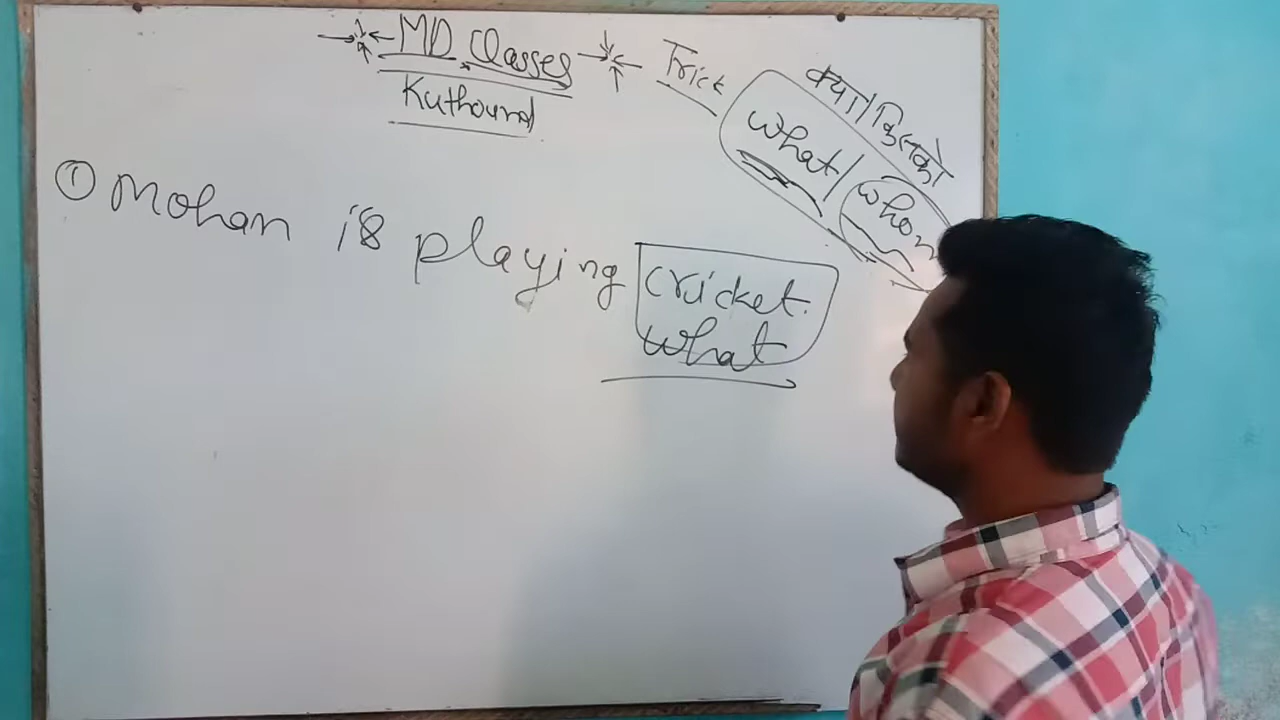 MD Classes
Kuthound
Trick
क्या/किसको
what/whom
① Mohan is playing cricket.
what